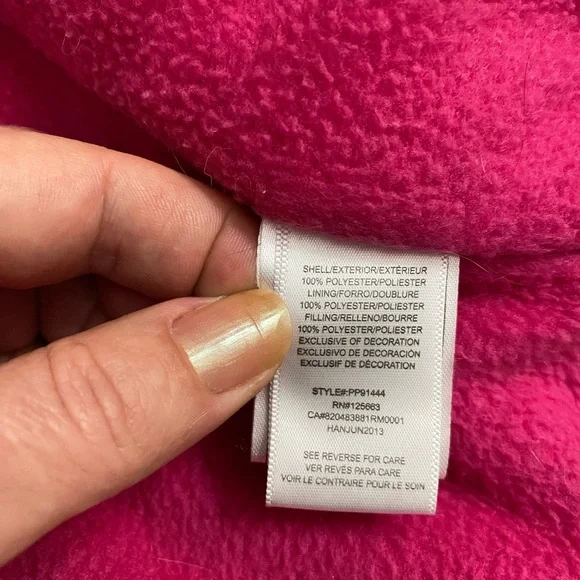 SHELL/EXTERIOR/EXTÉRIEUR
100% POLYESTER/POLIESTER
LINING/FORRO/DOUBLURE
100% POLYESTER/POLIESTER
FILLING/RELLENO/BOURRE
100% POLYESTER/POLIESTER
EXCLUSIVE OF DECORATION
EXCLUSIVO DE DECORACIÓN
EXCLUSIF DE DÉCORATION
STYLE#:PP91444
RN#125663
CA#820483881RM0001
HANJUN2013
SEE REVERSE FOR CARE
VER REVÉS PARA CARE
VOIR LE CONTRAIRE POUR LE SOIN